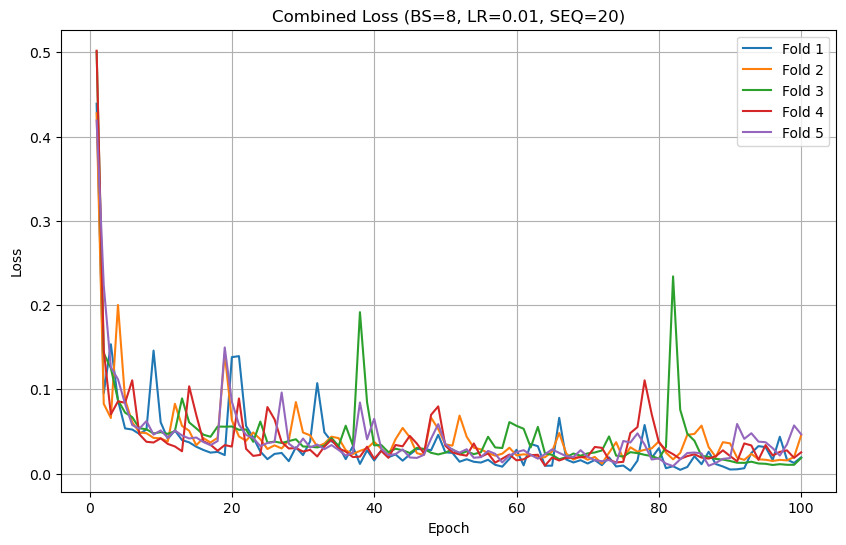 Combined Loss (BS=8, LR=0.01, SEQ=20)
Loss
0.5
0.4
0.3
0.2
0.1
0.0
Fold 1
Fold 2
Fold 3
Fold 4
Fold 5
0 20 40 60 80 100
Epoch